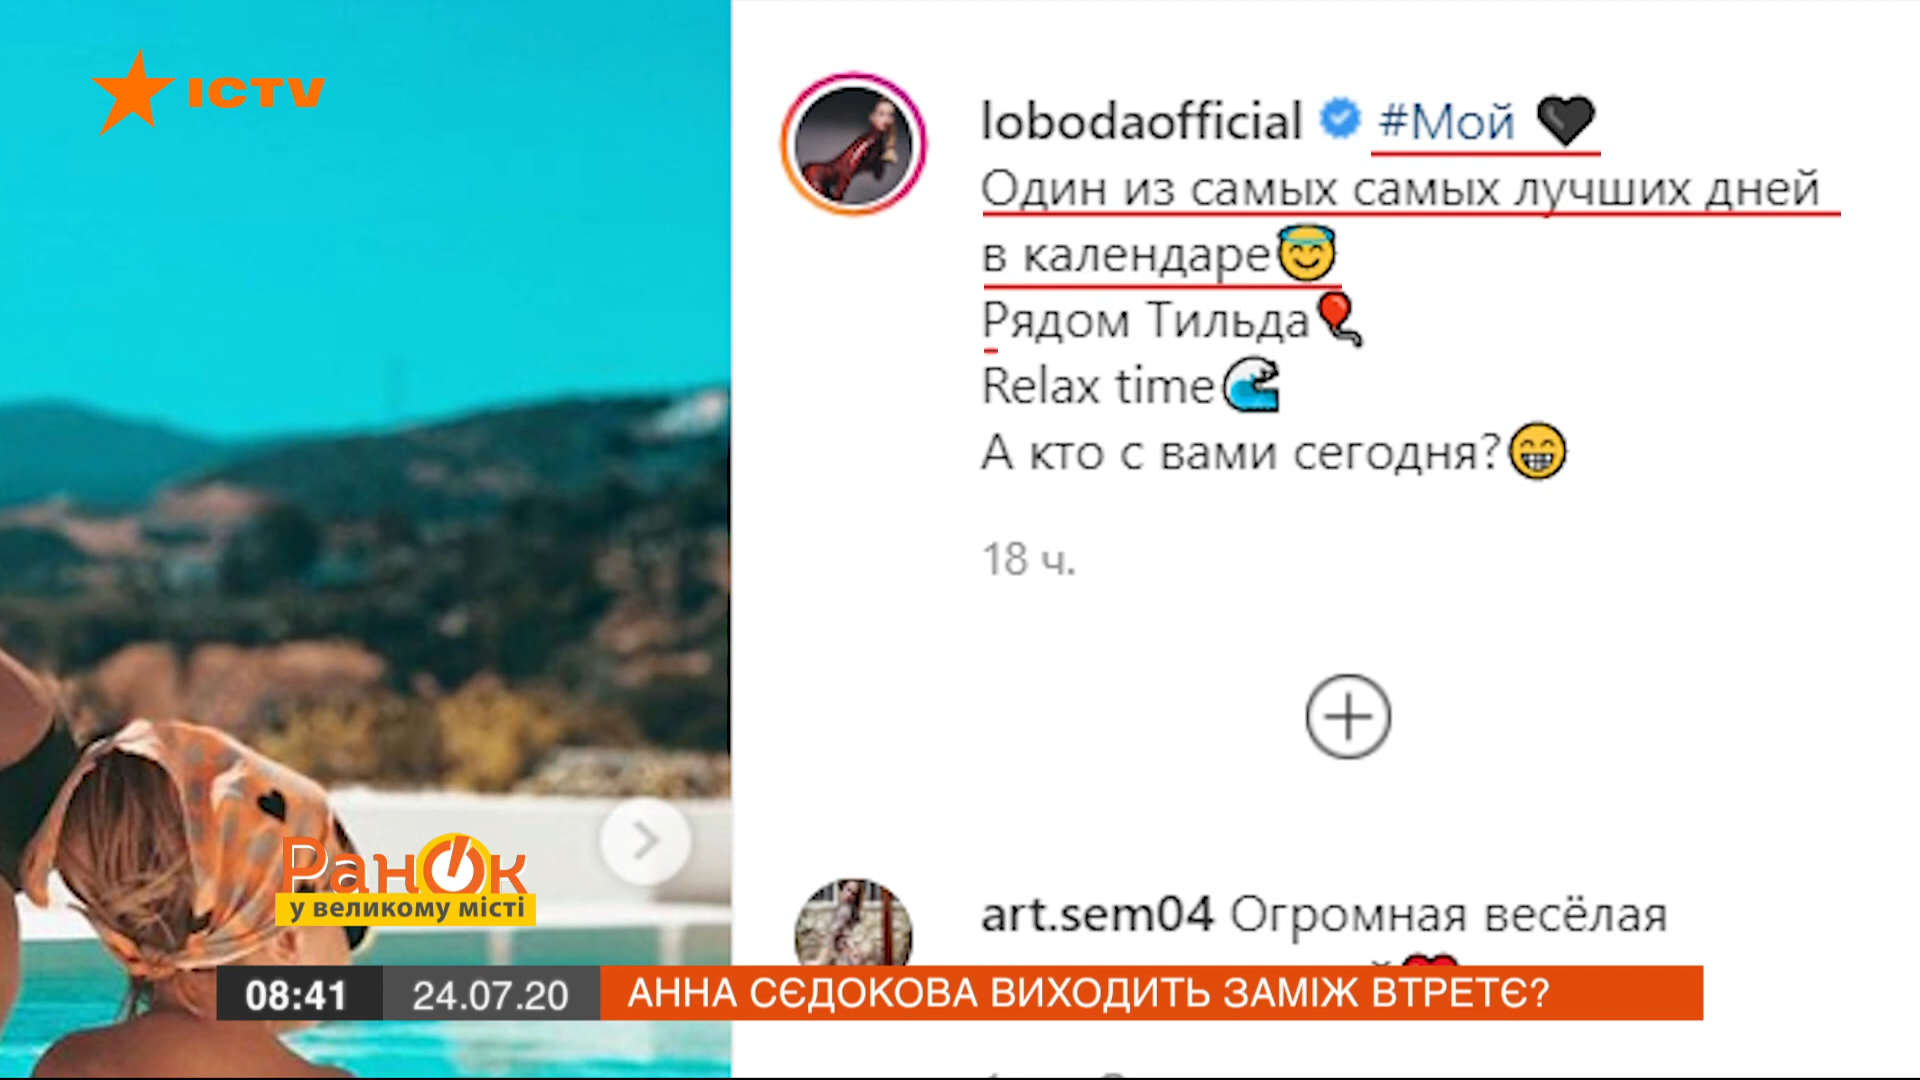 ICTV
lobodaofficial #Мой 🖤
Один из самых самых лучших дней
в календаре😇
Рядом Тильда🎈
Relax time🌊
А кто с вами сегодня?😁
18 ч.
art.sem04 Огромная весёлая
РанОк
у великому місті
08:41 24.07.20 АННА СЄДОКОВА ВИХОДИТЬ ЗАМІЖ ВТРЕТЄ?